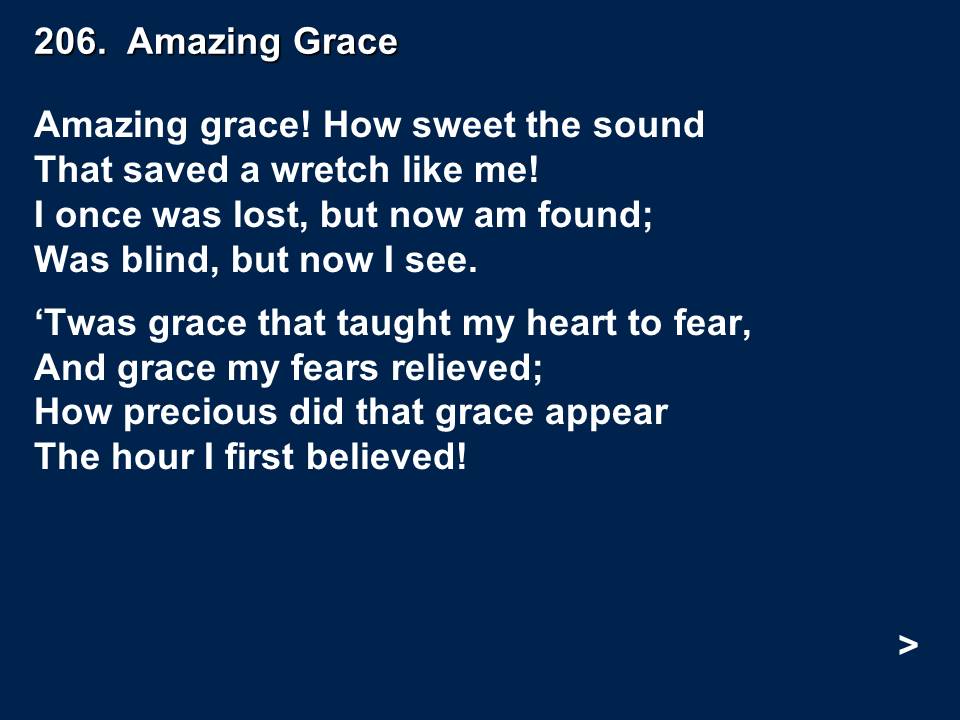 206.  Amazing Grace
Amazing grace! How sweet the sound
That saved a wretch like me!
I once was lost, but now am found;
Was blind, but now I see.
‘Twas grace that taught my heart to fear,
And grace my fears relieved;
How precious did that grace appear
The hour I first believed!
>